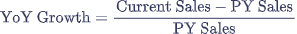 YoY Growth = (Current Sales − PY Sales) / PY Sales